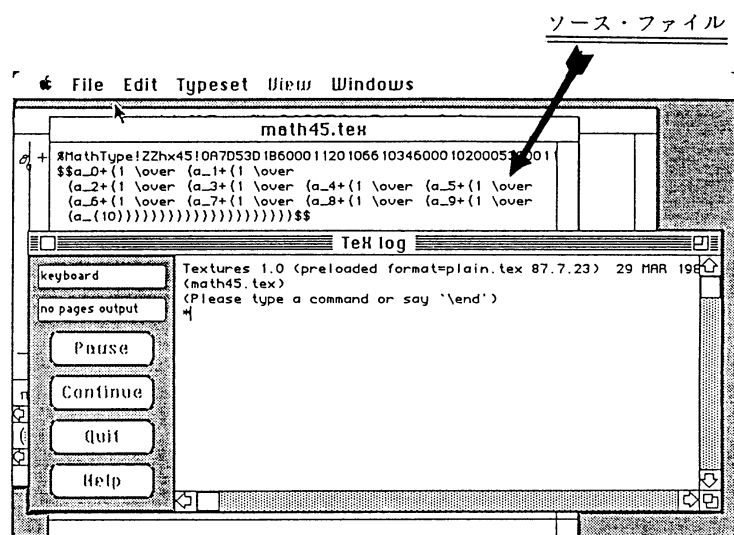 ソース・ファイル
File Edit Typeset View Windows
math45.tex
%MathType!ZZhx45!0A7D53D1B60001120106610346000102000530001
$$a_0+{1 \over {a_1+{1 \over
{a_2+{1 \over {a_3+{1 \over {a_4+{1 \over {a_5+{1 \over
{a_6+{1 \over {a_7+{1 \over {a_8+{1 \over {a_9+{1 \over
{a_{10}}}}}}}}}}}}}}}}}}}}}}$$
TeX log
keyboard
Textures 1.0 (preloaded format=plain.tex 87.7.23) 29 MAR 198
(math45.tex)
no pages output
(Please type a command or say `\end')
*
Pause
Continue
Quit
Help